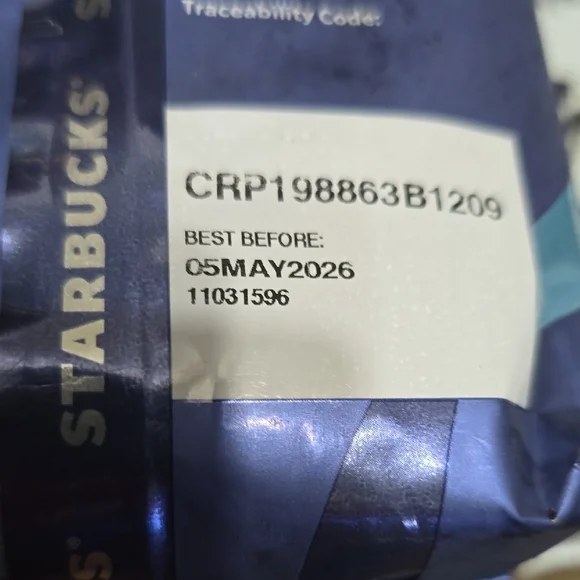 Traceability Code:
CRP198863B1209
BEST BEFORE:
05MAY2026
11031596
STARBUCKS®